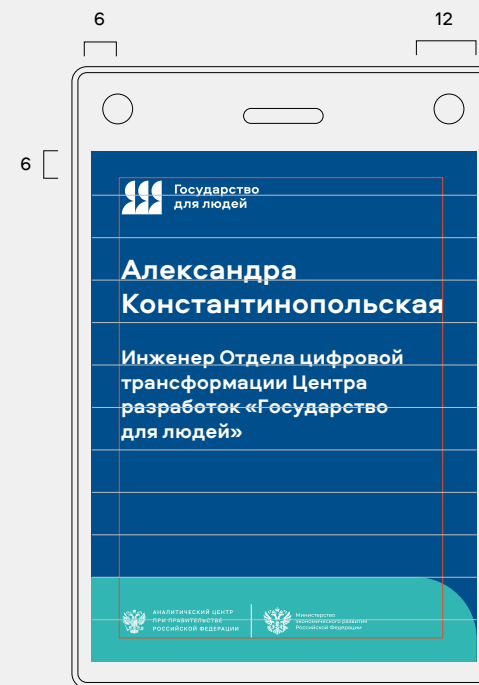 6
12
6
Государство
для людей
Александра
Константинопольская
Инженер Отдела цифровой
трансформации Центра
разработок «Государство
для людей»
АНАЛИТИЧЕСКИЙ ЦЕНТР
ПРИ ПРАВИТЕЛЬСТВЕ
РОССИЙСКОЙ ФЕДЕРАЦИИ
Министерство
экономического развития
Российской Федерации